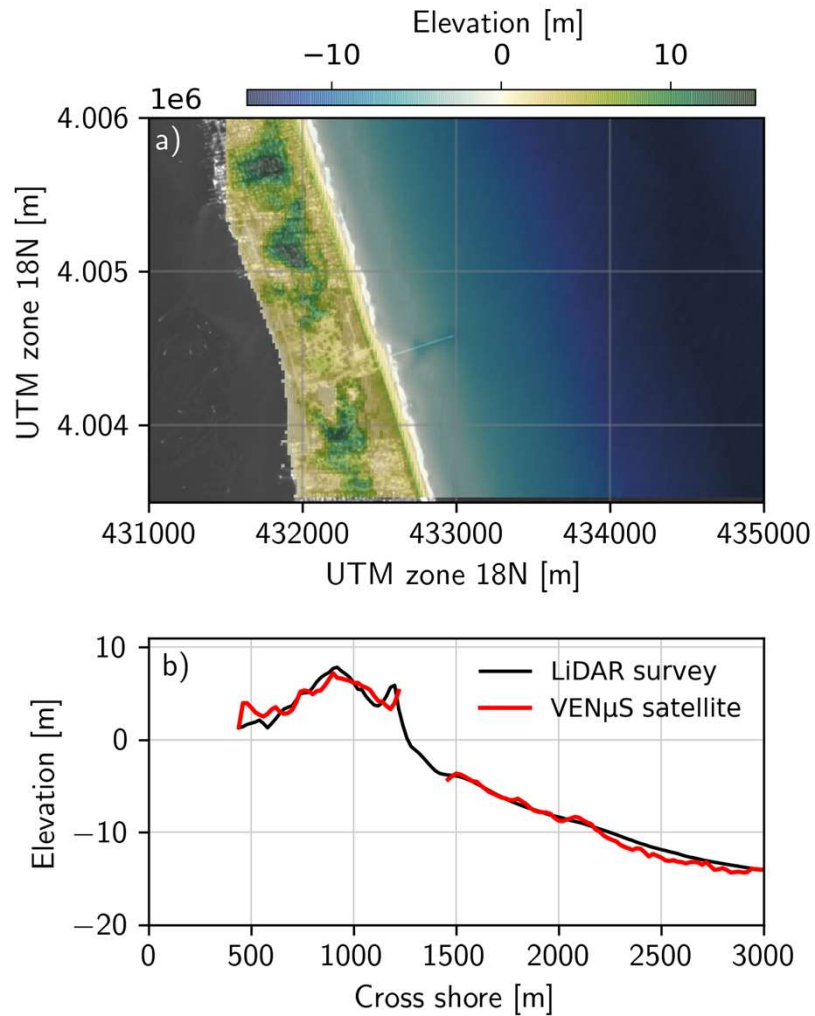 Elevation [m]
−10 0 10
1e6
4.006
a)
4.005
4.004
UTM zone 18N [m]
431000 432000 433000 434000 435000
UTM zone 18N [m]
10
b)
LiDAR survey
VENµS satellite
0
−10
−20
Elevation [m]
0 500 1000 1500 2000 2500 3000
Cross shore [m]